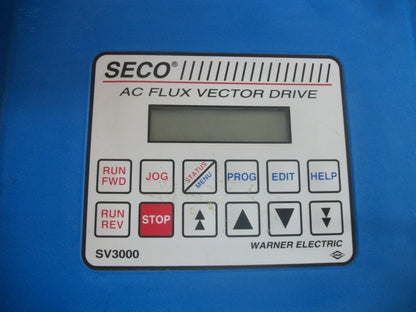 SECO®
AC FLUX VECTOR DRIVE
RUN FWD JOG STATUS MENU PROG EDIT HELP
RUN REV STOP
WARNER ELECTRIC
SV3000